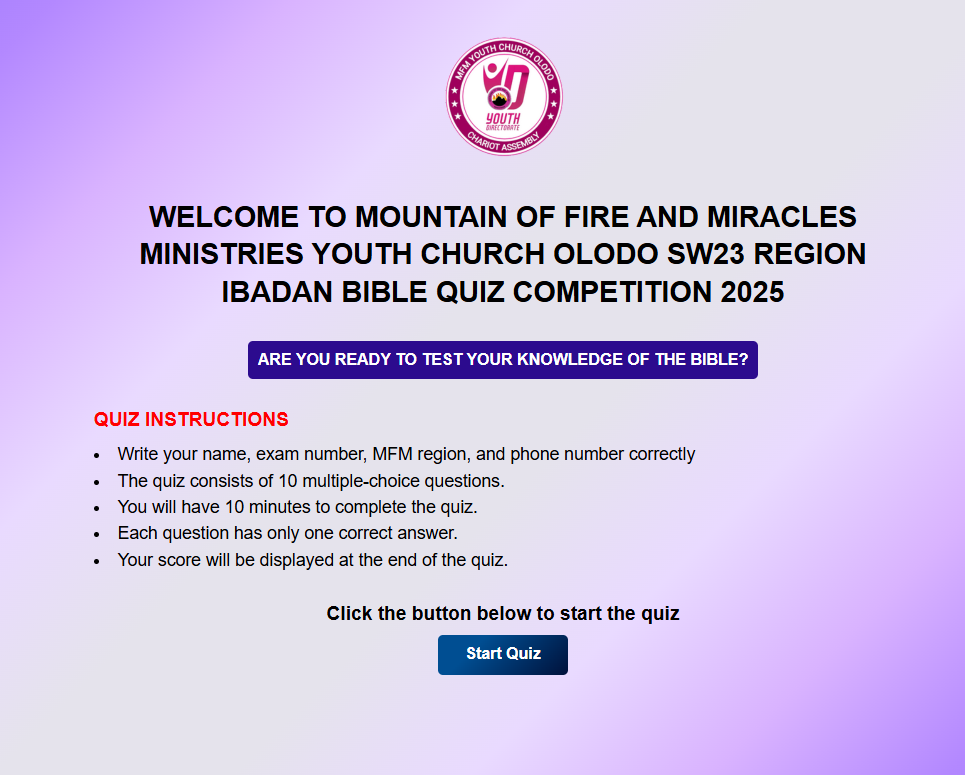 MFM YOUTH CHURCH OLODO
YOUTH
DIRECTORATE
CHARIOT ASSEMBLY
WELCOME TO MOUNTAIN OF FIRE AND MIRACLES
MINISTRIES YOUTH CHURCH OLODO SW23 REGION
IBADAN BIBLE QUIZ COMPETITION 2025
ARE YOU READY TO TEST YOUR KNOWLEDGE OF THE BIBLE?
QUIZ INSTRUCTIONS
• Write your name, exam number, MFM region, and phone number correctly
• The quiz consists of 10 multiple-choice questions.
• You will have 10 minutes to complete the quiz.
• Each question has only one correct answer.
• Your score will be displayed at the end of the quiz.
Click the button below to start the quiz
Start Quiz